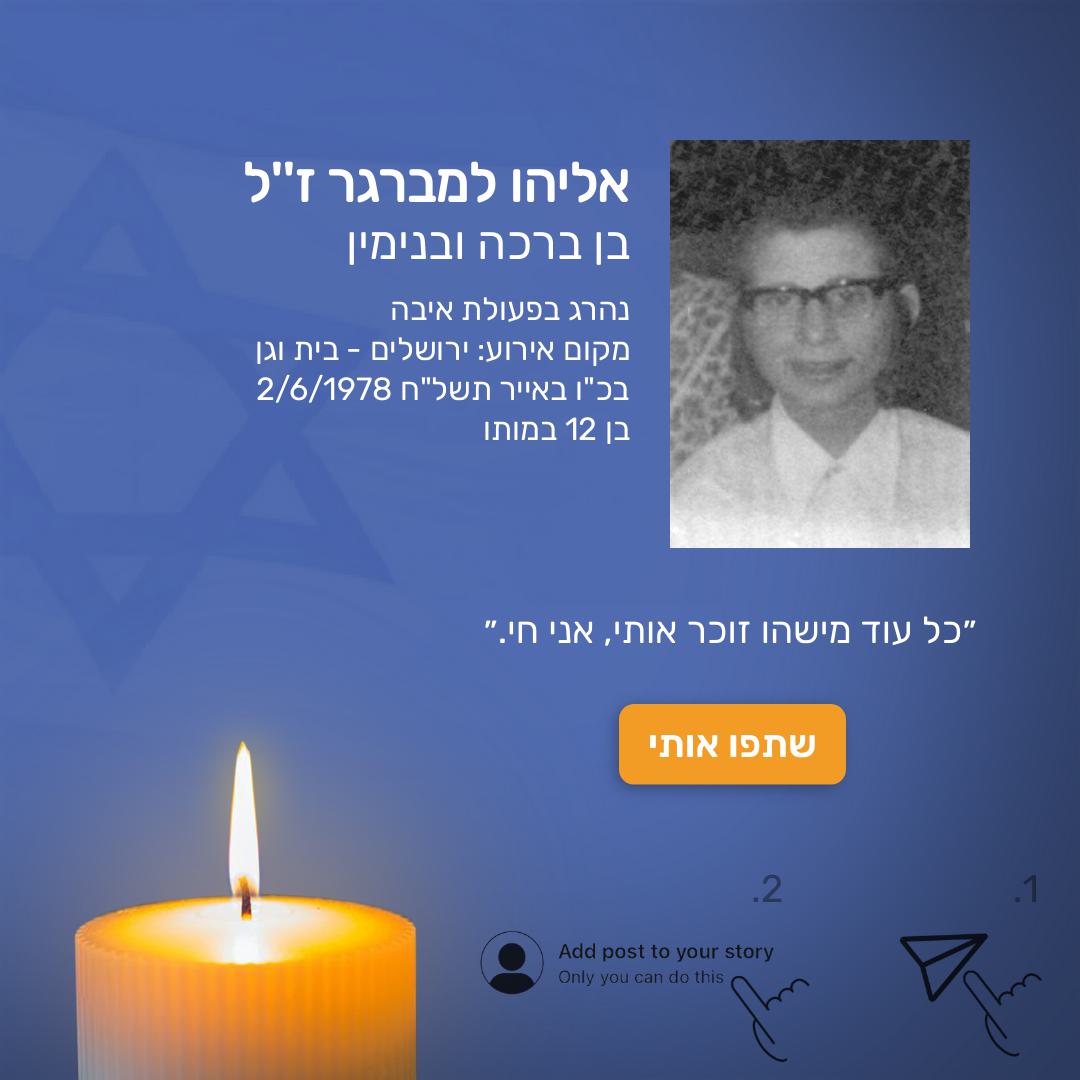 אליהו למברגר ז''ל
בן ברכה ובנימין
נהרג בפעולת איבה
מקום אירוע: ירושלים - בית וגן
בכ"ו באייר תשל"ח 2/6/1978
בן 12 במותו
״כל עוד מישהו זוכר אותי, אני חי.״
שתפו אותי
1.
2.
Add post to your story
Only you can do this